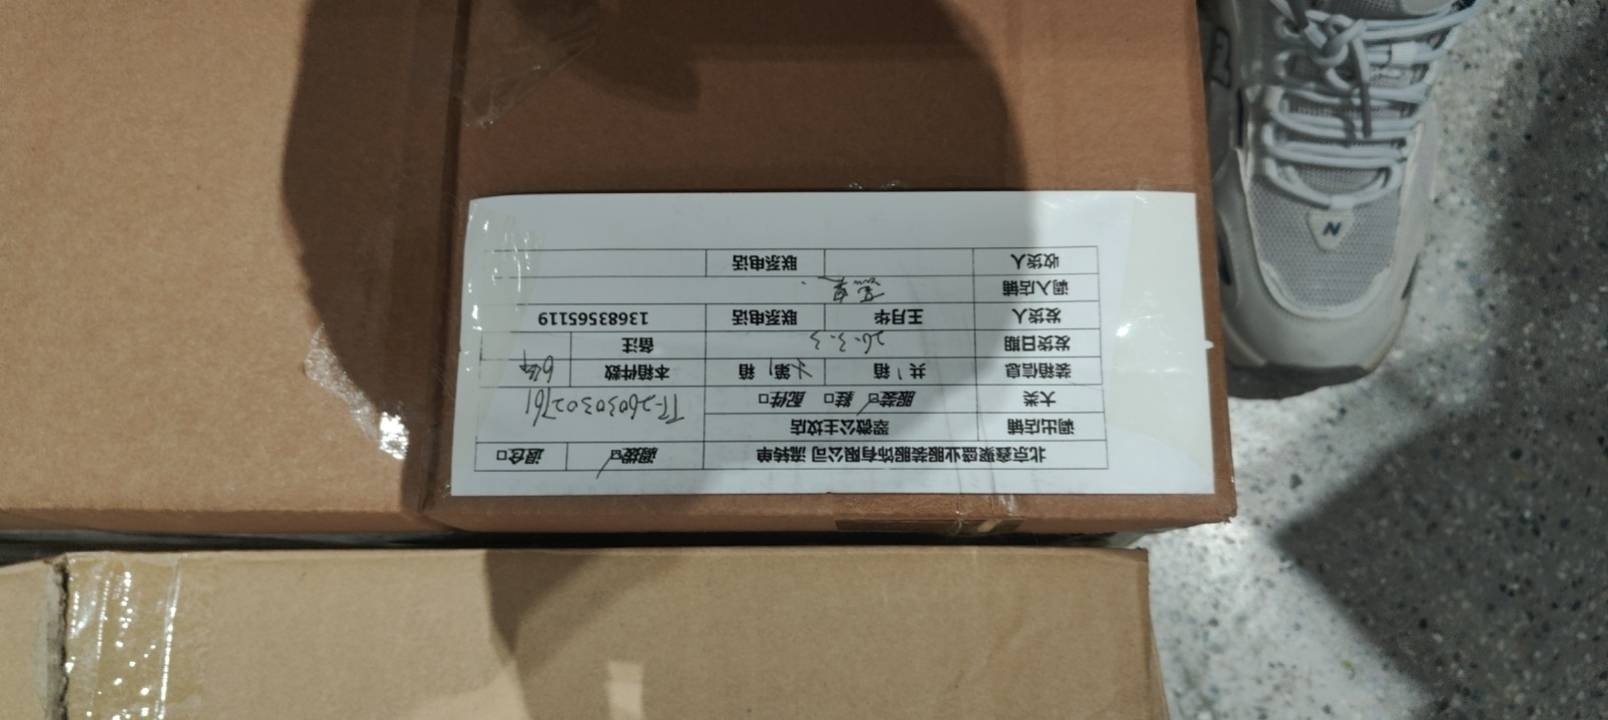 北京鑫聚盛业服装服饰有限公司 流转单 调拨☑ 退仓□
调出店铺 翠微公主坟店
大类 服装☑ 鞋□ 配件□ TF-26030302761
装箱信息 共1箱 第1箱 本箱件数 6件
发货日期 26.3.3 备注
发货人 王月华 联系电话 13683565119
调入店铺
收货人 联系电话
N